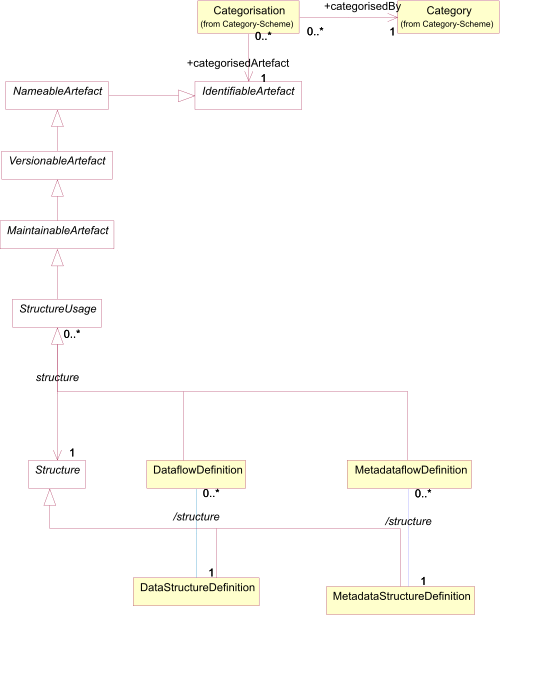 +categorisedBy
Categorisation
(from Category-Scheme)
Category
(from Category-Scheme)
0..*
0..*
1
+categorisedArtefact
1
NameableArtefact
IdentifiableArtefact
VersionableArtefact
MaintainableArtefact
StructureUsage
0..*
structure
1
Structure
DataflowDefinition
MetadataflowDefinition
0..*
0..*
/structure
/structure
1
1
DataStructureDefinition
MetadataStructureDefinition